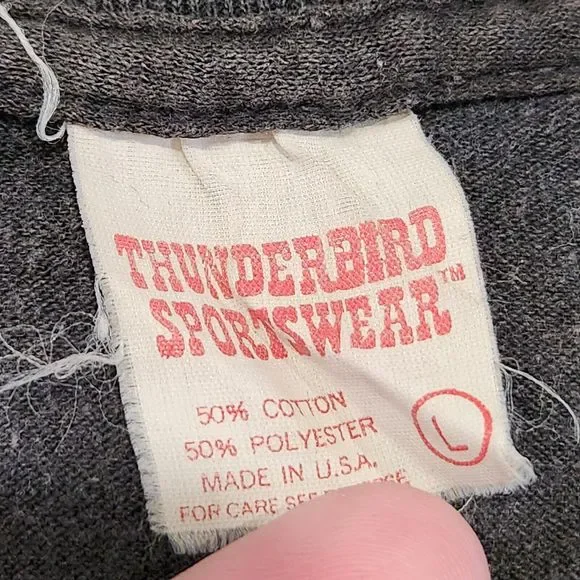 THUNDERBIRD
SPORTSWEAR™
50% COTTON
50% POLYESTER
MADE IN U.S.A.
FOR CARE SEE
L